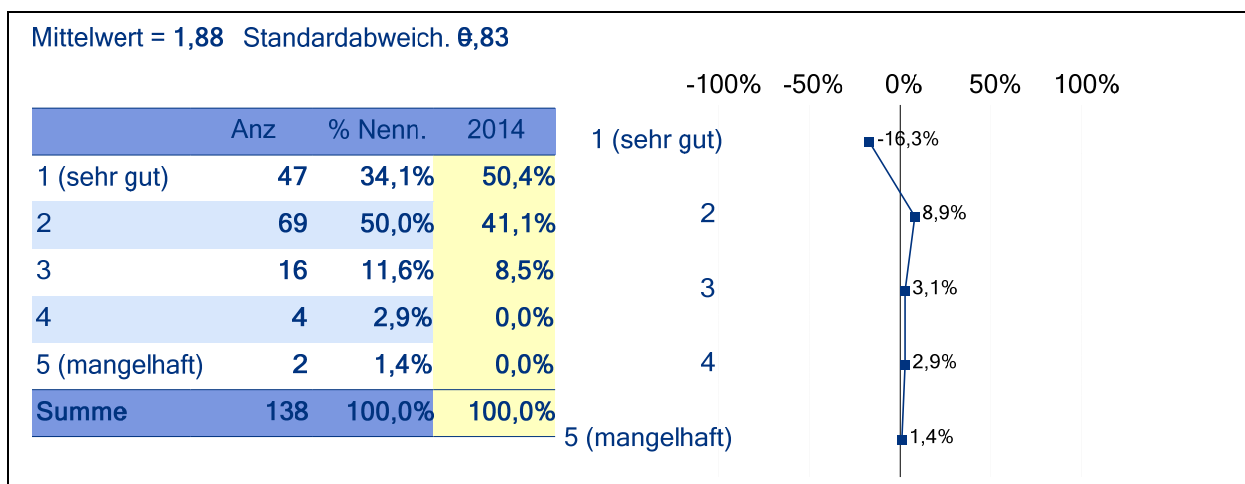 Mittelwert = 1,88 Standardabweich. 0,83
-100% -50% 0% 50% 100%
Anz % Nenn. 2014
1 (sehr gut) 47 34,1% 50,4%
2 69 50,0% 41,1%
3 16 11,6% 8,5%
4 4 2,9% 0,0%
5 (mangelhaft) 2 1,4% 0,0%
Summe 138 100,0% 100,0%
1 (sehr gut) -16,3%
2 8,9%
3 3,1%
4 2,9%
5 (mangelhaft) 1,4%